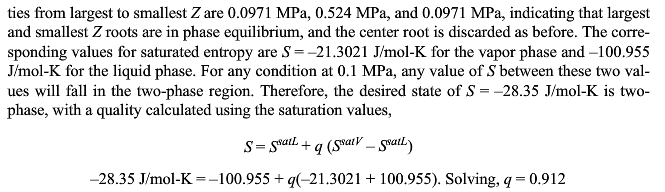 ties from largest to smallest Z are 0.0971 MPa, 0.524 MPa, and 0.0971 MPa, indicating that largest
and smallest Z roots are in phase equilibrium, and the center root is discarded as before. The corre-
sponding values for saturated entropy are S = –21.3021 J/mol-K for the vapor phase and –100.955
J/mol-K for the liquid phase. For any condition at 0.1 MPa, any value of S between these two val-
ues will fall in the two-phase region. Therefore, the desired state of S = –28.35 J/mol-K is two-
phase, with a quality calculated using the saturation values,
S = S^satL + q (S^satV – S^satL)
–28.35 J/mol-K = –100.955 + q(–21.3021 + 100.955). Solving, q = 0.912